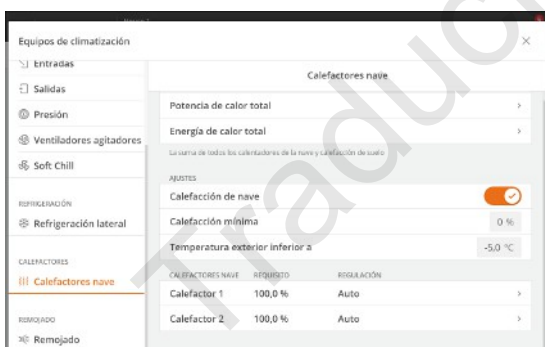 Equipos de climatización
Entradas
Salidas
Presión
Ventiladores agitadores
Soft Chill
REFRIGERACIÓN
Refrigeración lateral
CALEFACTORES
Calefactores nave
REMOJADO
Remojado
Calefactores nave
Potencia de calor total
Energía de calor total
La suma de todos los calentadores de la nave y calefacción de suelo
AJUSTES
Calefacción de nave
Calefacción mínima 0 %
Temperatura exterior inferior a -5,0 °C
CALEFACTORES NAVE REQUISITO REGULACIÓN
Calefactor 1 100,0 % Auto
Calefactor 2 100,0 % Auto
Traduc